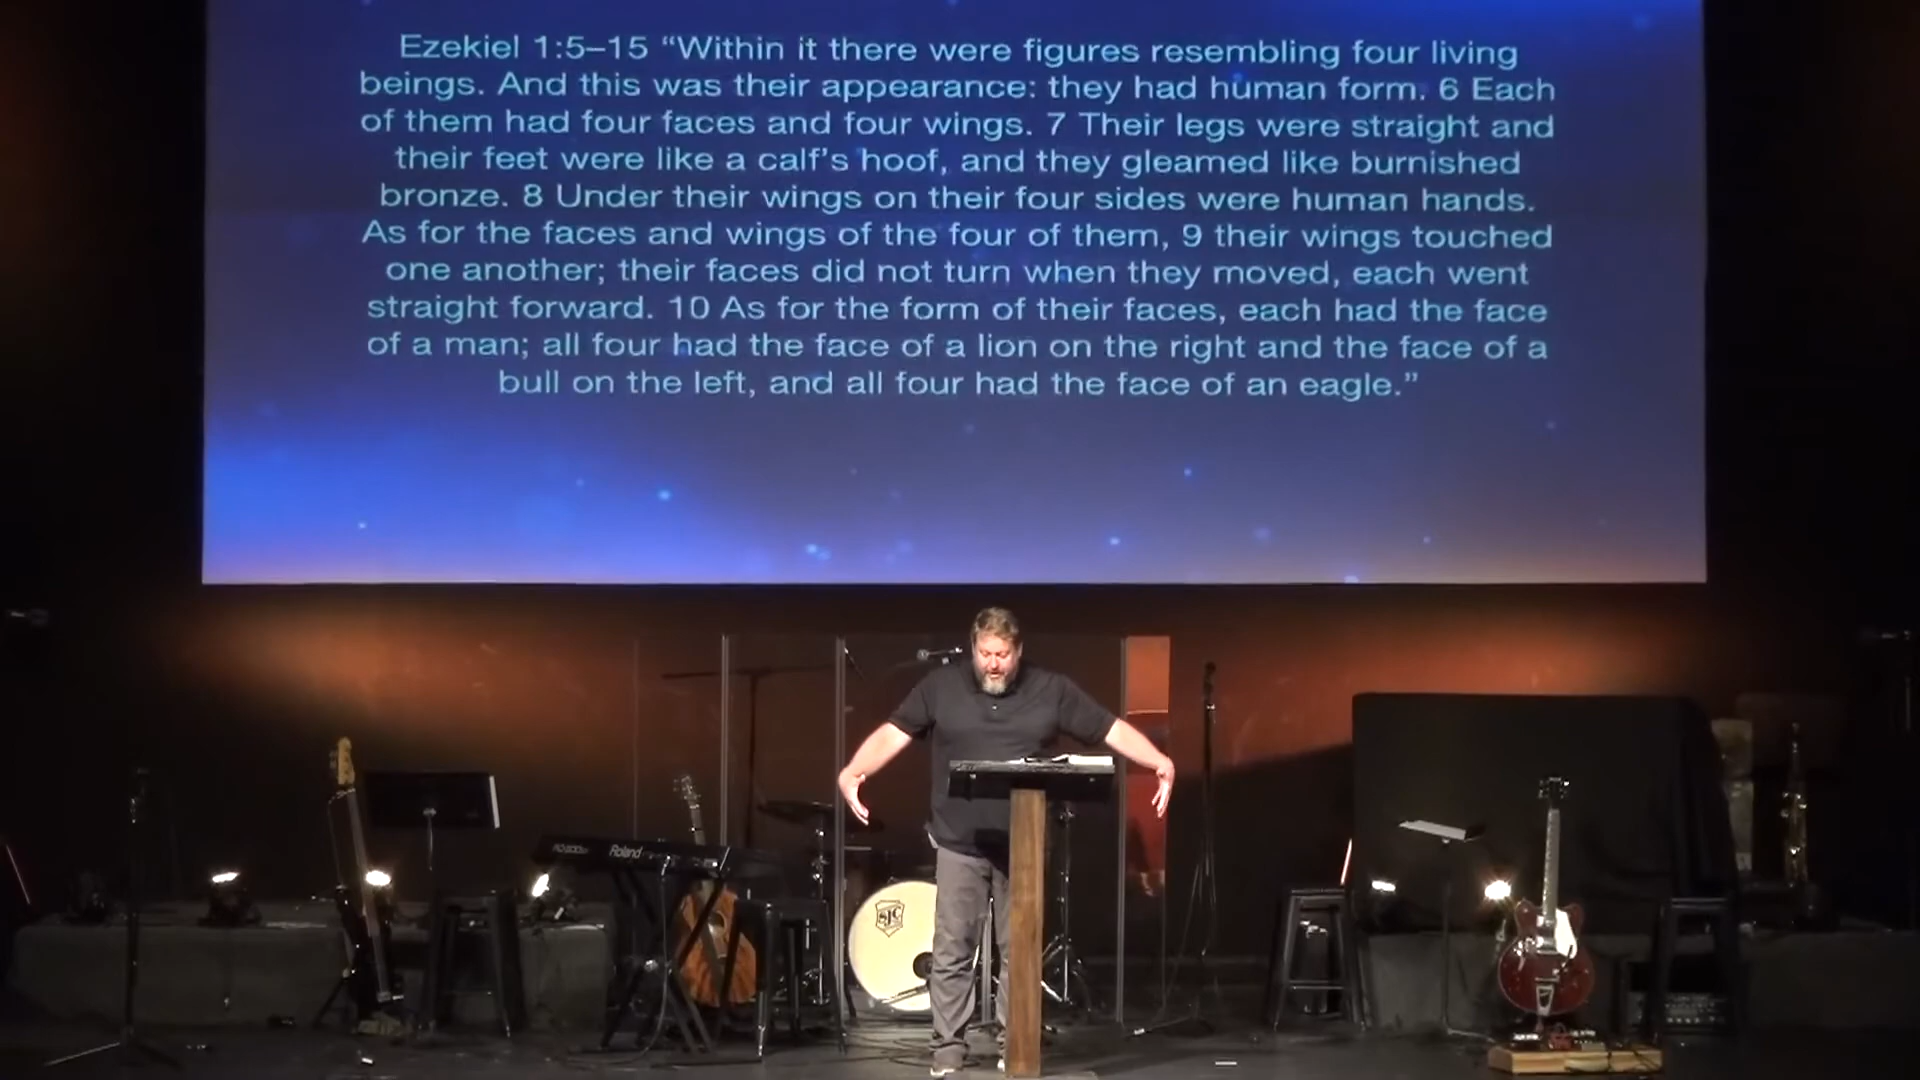 Ezekiel 1:5–15 “Within it there were figures resembling four living
beings. And this was their appearance: they had human form. 6 Each
of them had four faces and four wings. 7 Their legs were straight and
their feet were like a calf’s hoof, and they gleamed like burnished
bronze. 8 Under their wings on their four sides were human hands.
As for the faces and wings of the four of them, 9 their wings touched
one another; their faces did not turn when they moved, each went
straight forward. 10 As for the form of their faces, each had the face
of a man; all four had the face of a lion on the right and the face of a
bull on the left, and all four had the face of an eagle.”
Roland
SJC